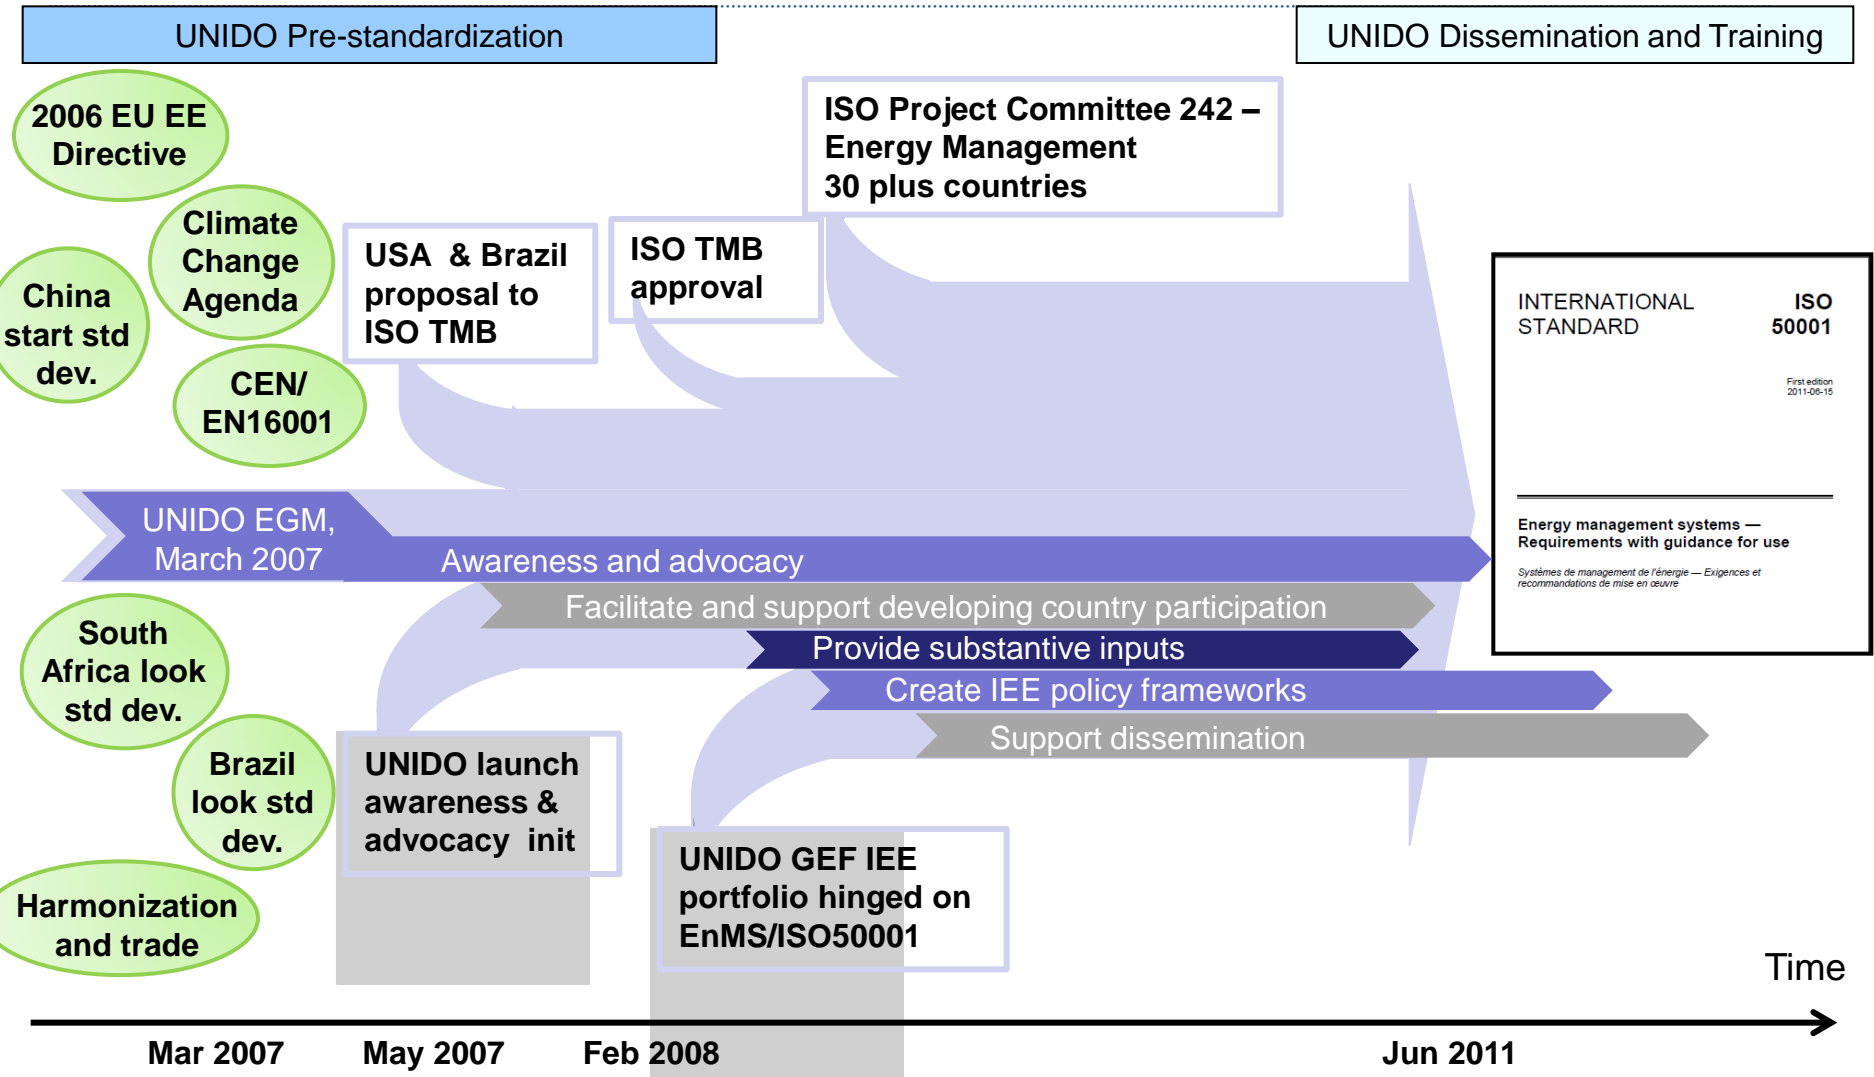 UNIDO Pre-standardization
UNIDO Dissemination and Training
2006 EU EE
Directive
Climate
Change
Agenda
China
start std
dev.
CEN/
EN16001
USA & Brazil
proposal to
ISO TMB
ISO TMB
approval
ISO Project Committee 242 –
Energy Management
30 plus countries
INTERNATIONAL
STANDARD
ISO
50001
First edition
2011-06-15
Energy management systems —
Requirements with guidance for use
Systèmes de management de l'énergie — Exigences et
recommandations de mise en œuvre
UNIDO EGM,
March 2007
Awareness and advocacy
Facilitate and support developing country participation
Provide substantive inputs
Create IEE policy frameworks
Support dissemination
South
Africa look
std dev.
Brazil
look std
dev.
Harmonization
and trade
UNIDO launch
awareness &
advocacy init
UNIDO GEF IEE
portfolio hinged on
EnMS/ISO50001
Time
Mar 2007
May 2007
Feb 2008
Jun 2011